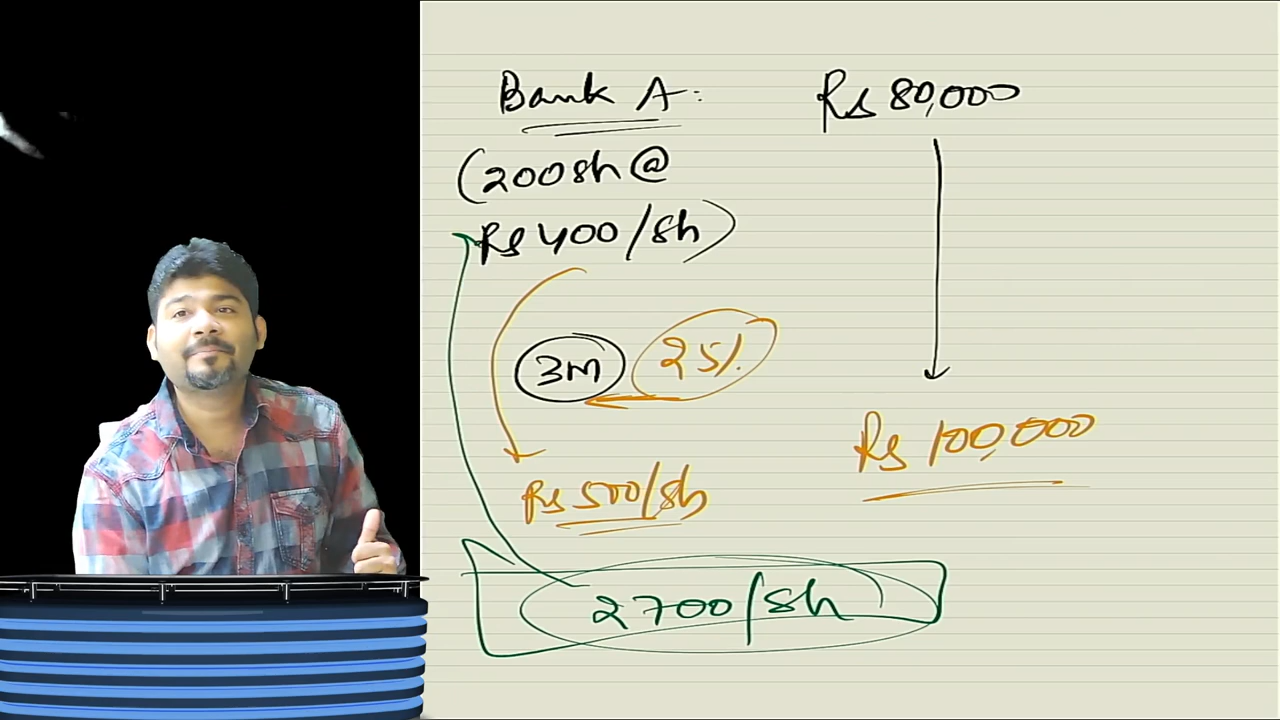 Bank A:
Rs 80,000
(200sh @
Rs 400/sh)
3m
25%
Rs 100,000
Rs 500/sh
2700/sh